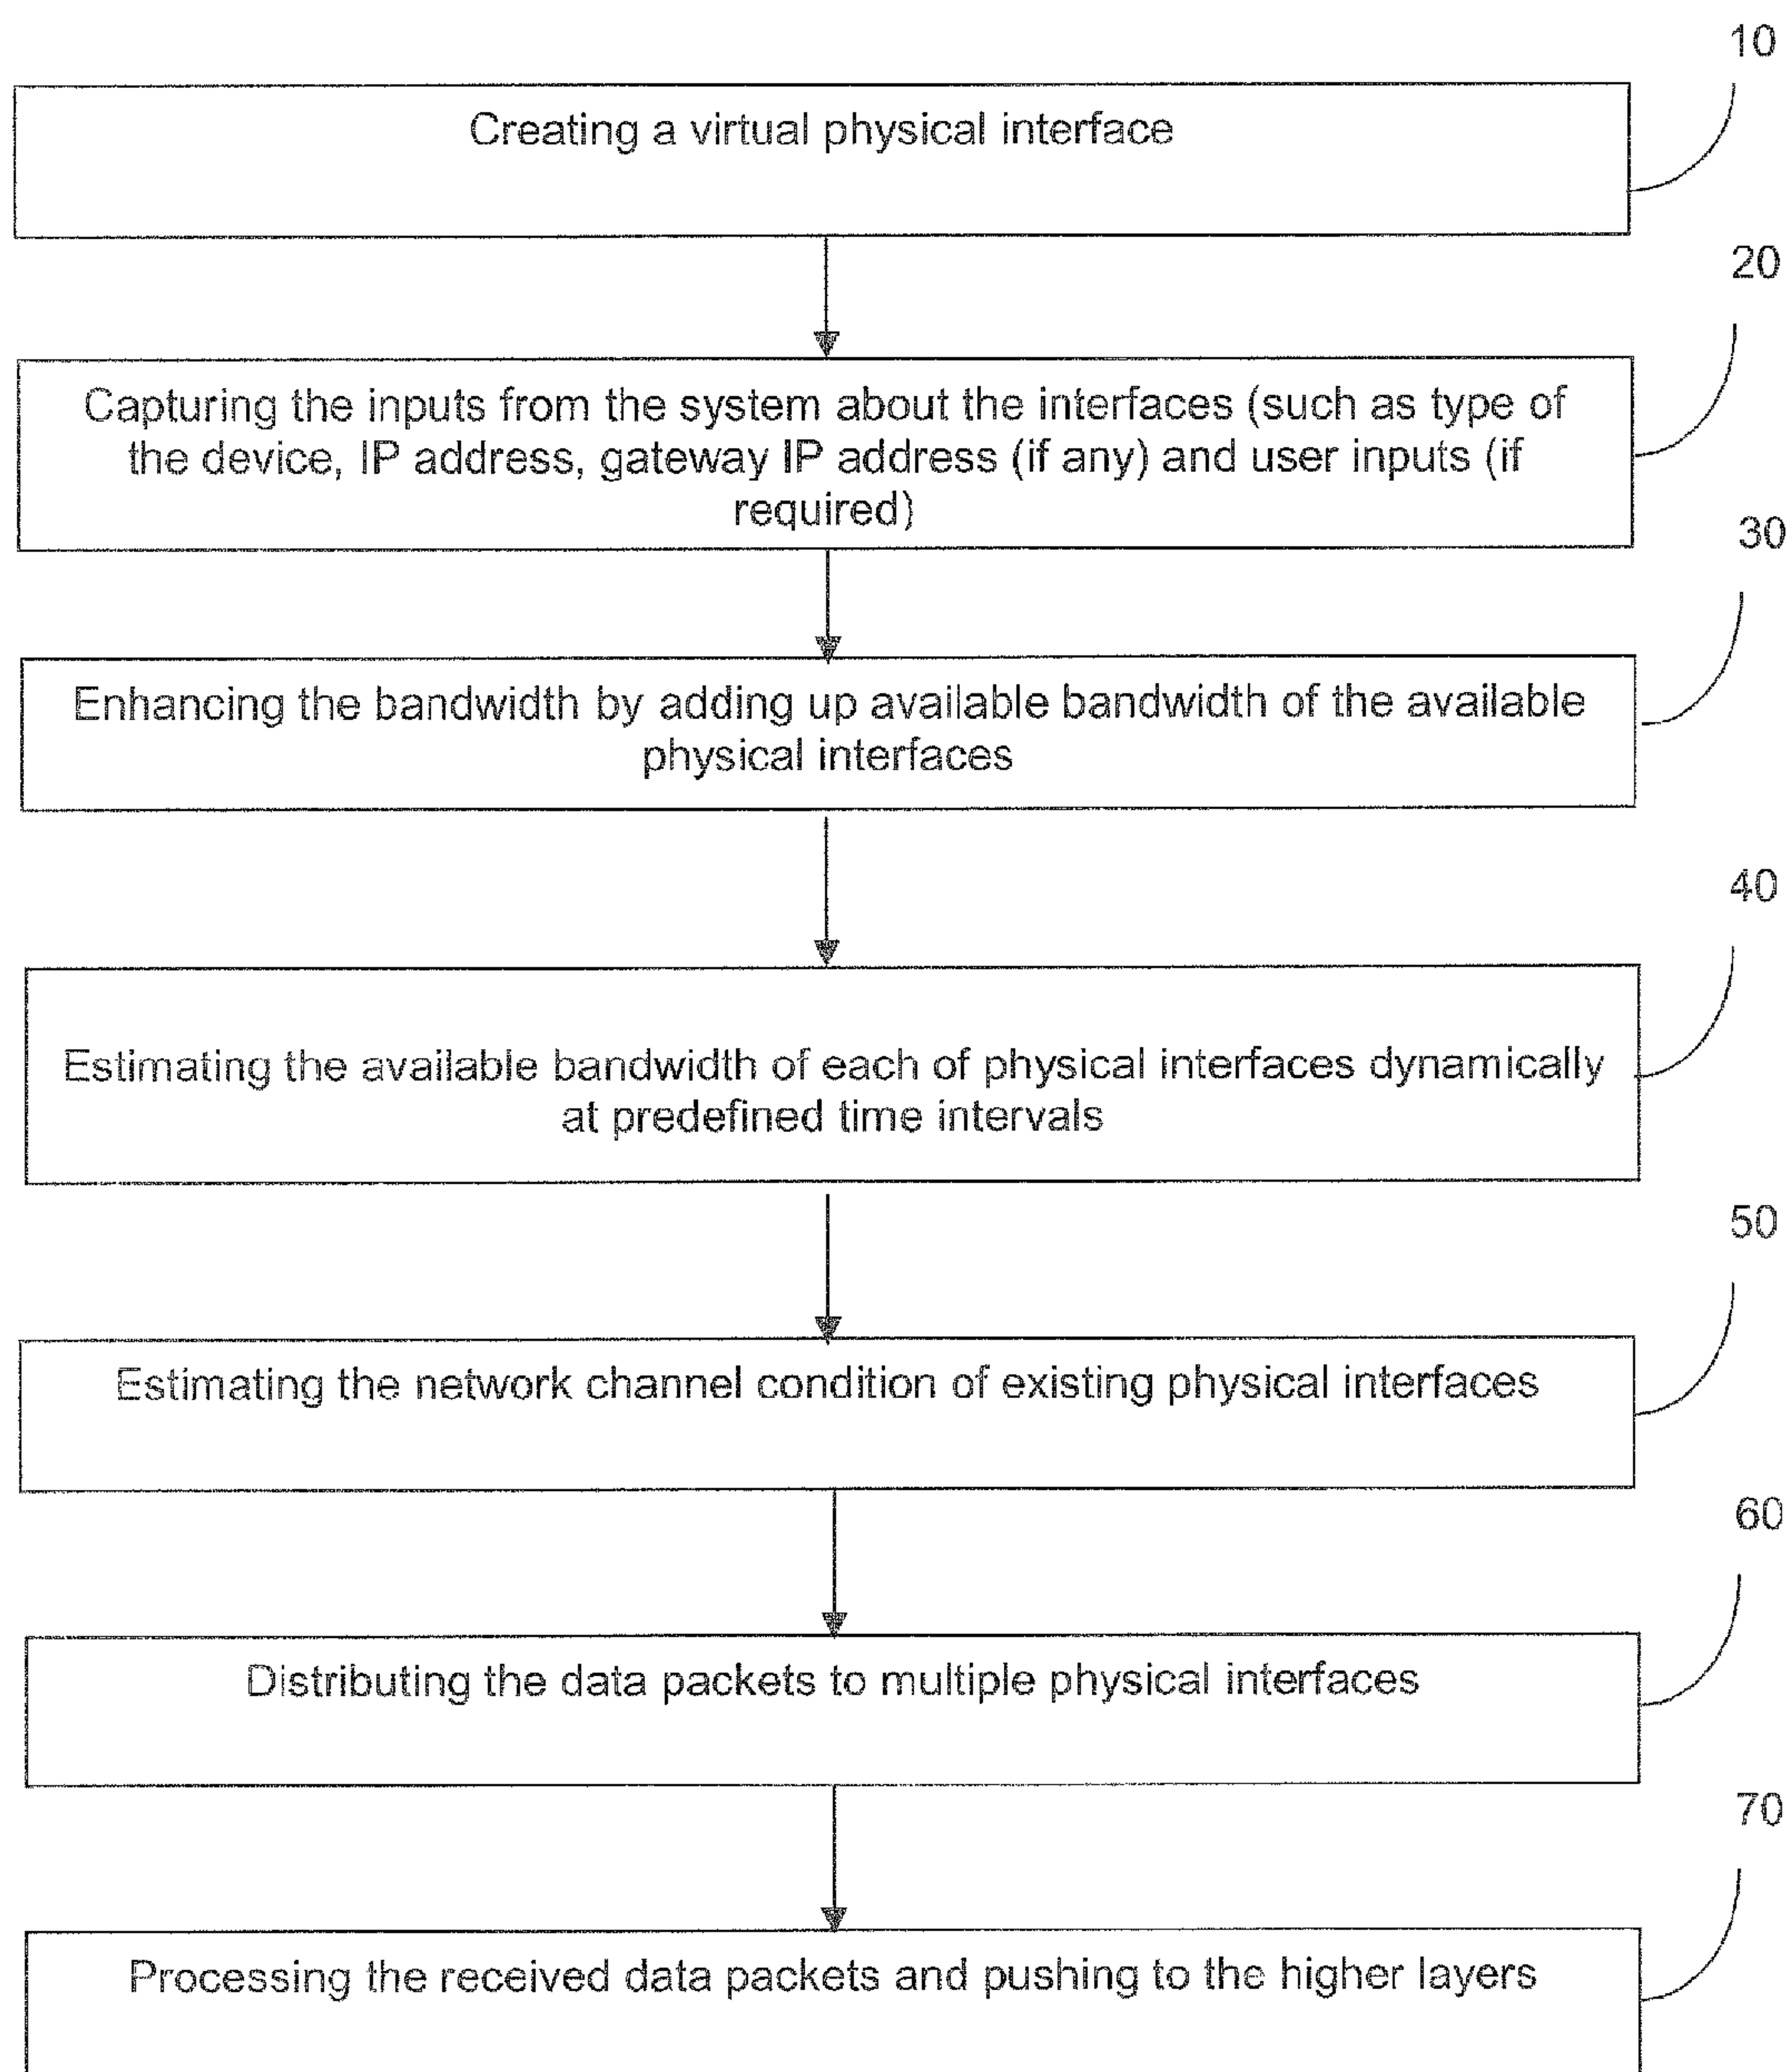 10
Creating a virtual physical interface
20
Capturing the inputs from the system about the interfaces (such as type of
the device, IP address, gateway IP address (if any) and user inputs (if
required)
30
Enhancing the bandwidth by adding up available bandwidth of the available
physical interfaces
40
Estimating the available bandwidth of each of physical interfaces dynamically
at predefined time intervals
50
Estimating the network channel condition of existing physical interfaces
60
Distributing the data packets to multiple physical interfaces
70
Processing the received data packets and pushing to the higher layers